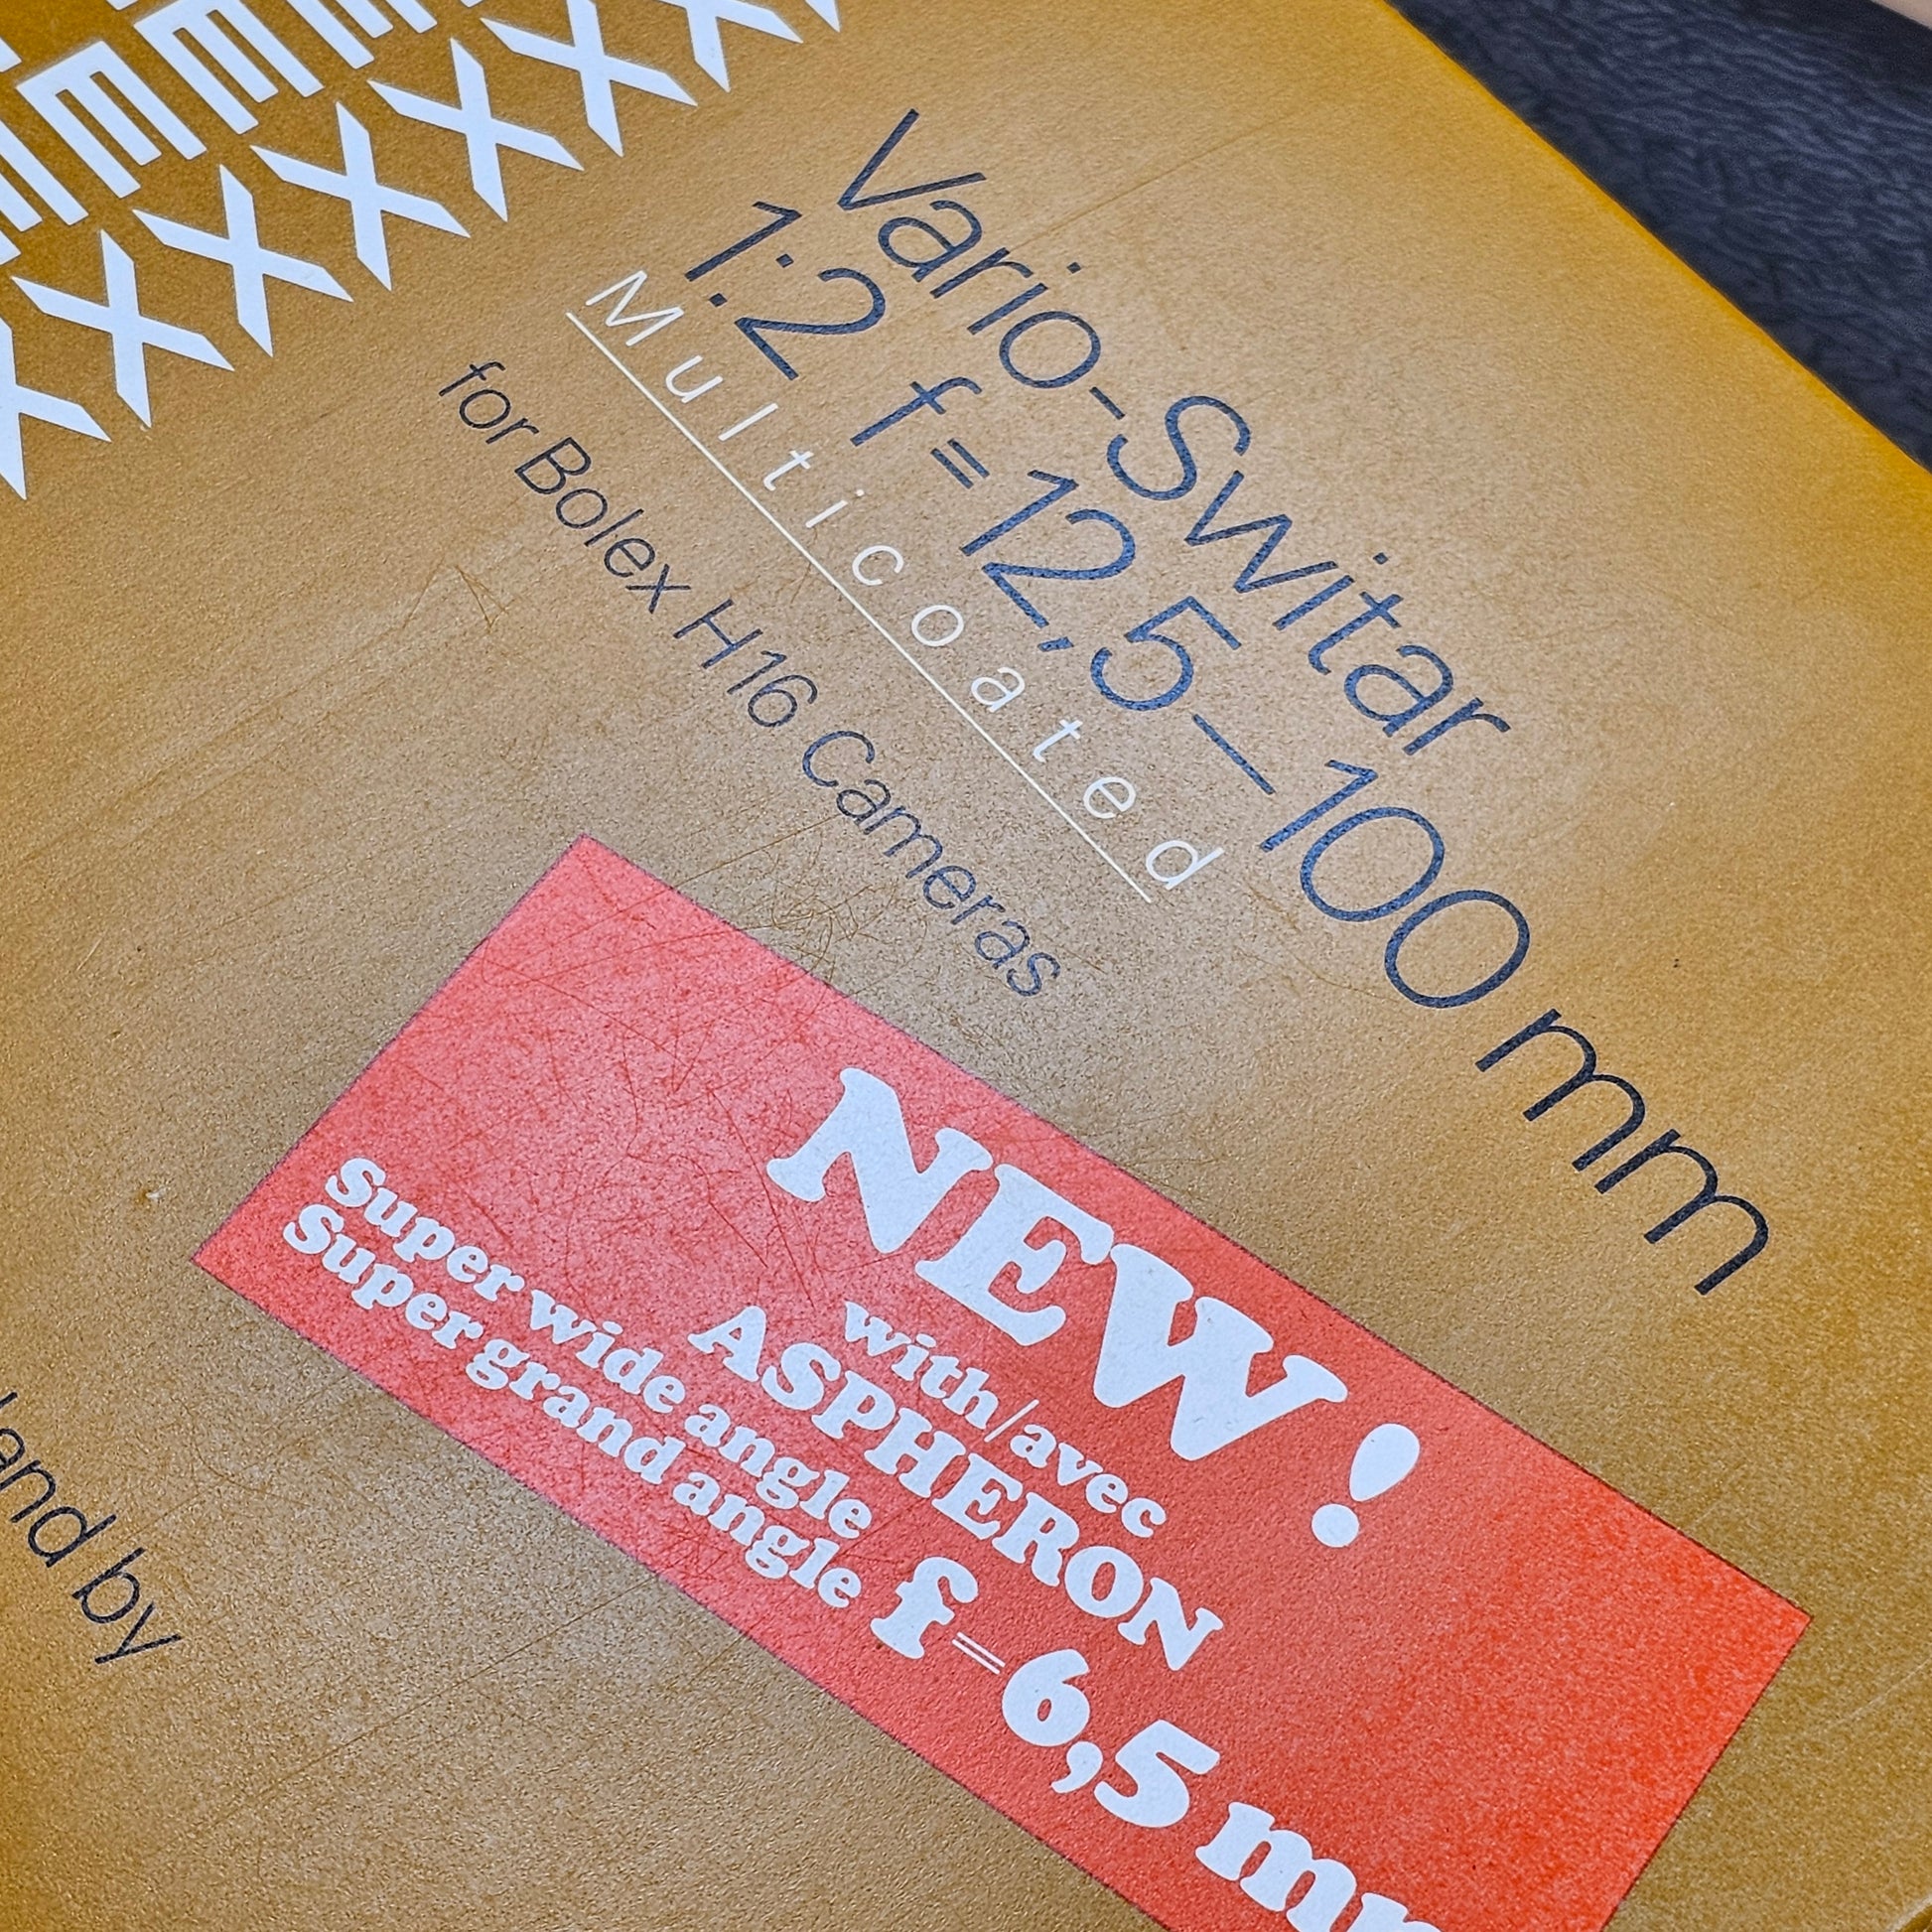 Vario-Switar
1:2 f=12,5–100 mm
Multicoated
for Bolex H16 Cameras
NEW!
with/avec
ASPHERON
Super wide angle
Super grand angle f=6,5 mm
by